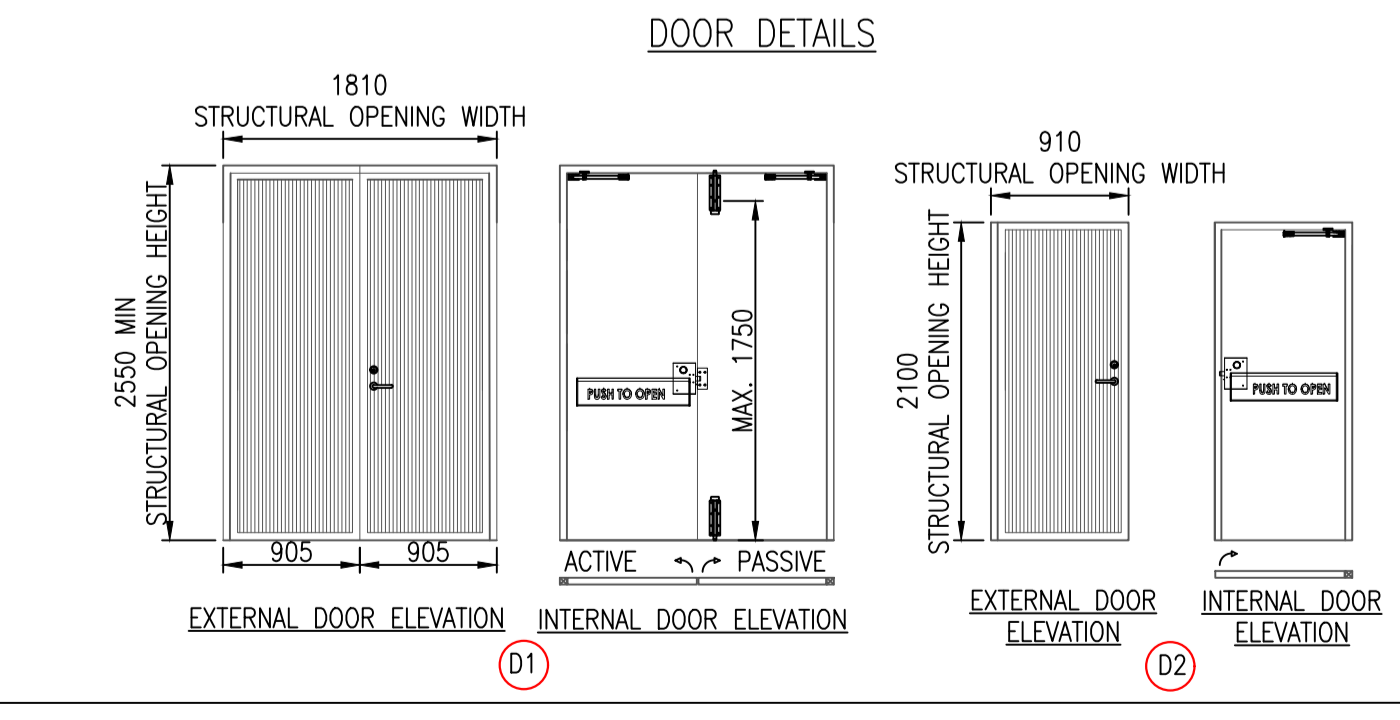 DOOR DETAILS
1810
STRUCTURAL OPENING WIDTH
2550 MIN
STRUCTURAL OPENING HEIGHT
905
905
EXTERNAL DOOR ELEVATION
PUSH TO OPEN
MAX. 1750
ACTIVE
PASSIVE
INTERNAL DOOR ELEVATION
D1
910
STRUCTURAL OPENING WIDTH
2100
STRUCTURAL OPENING HEIGHT
EXTERNAL DOOR
ELEVATION
PUSH TO OPEN
INTERNAL DOOR
ELEVATION
D2